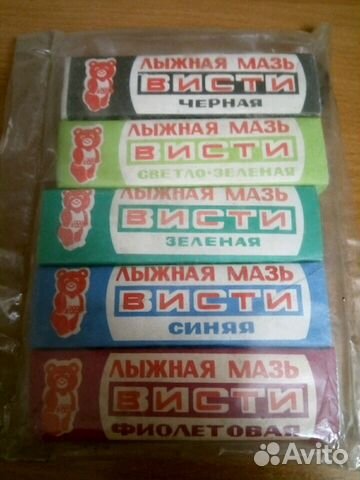 ЛЫЖНАЯ МАЗЬ
ВИСТИ
ЧЕРНАЯ
ЛЫЖНАЯ МАЗЬ
ВИСТИ
СВЕТЛО-ЗЕЛЕНАЯ
ЛЫЖНАЯ МАЗЬ
ВИСТИ
ЗЕЛЕНАЯ
ЛЫЖНАЯ МАЗЬ
ВИСТИ
СИНЯЯ
ЛЫЖНАЯ МАЗЬ
ВИСТИ
ФИОЛЕТОВАЯ
Avito